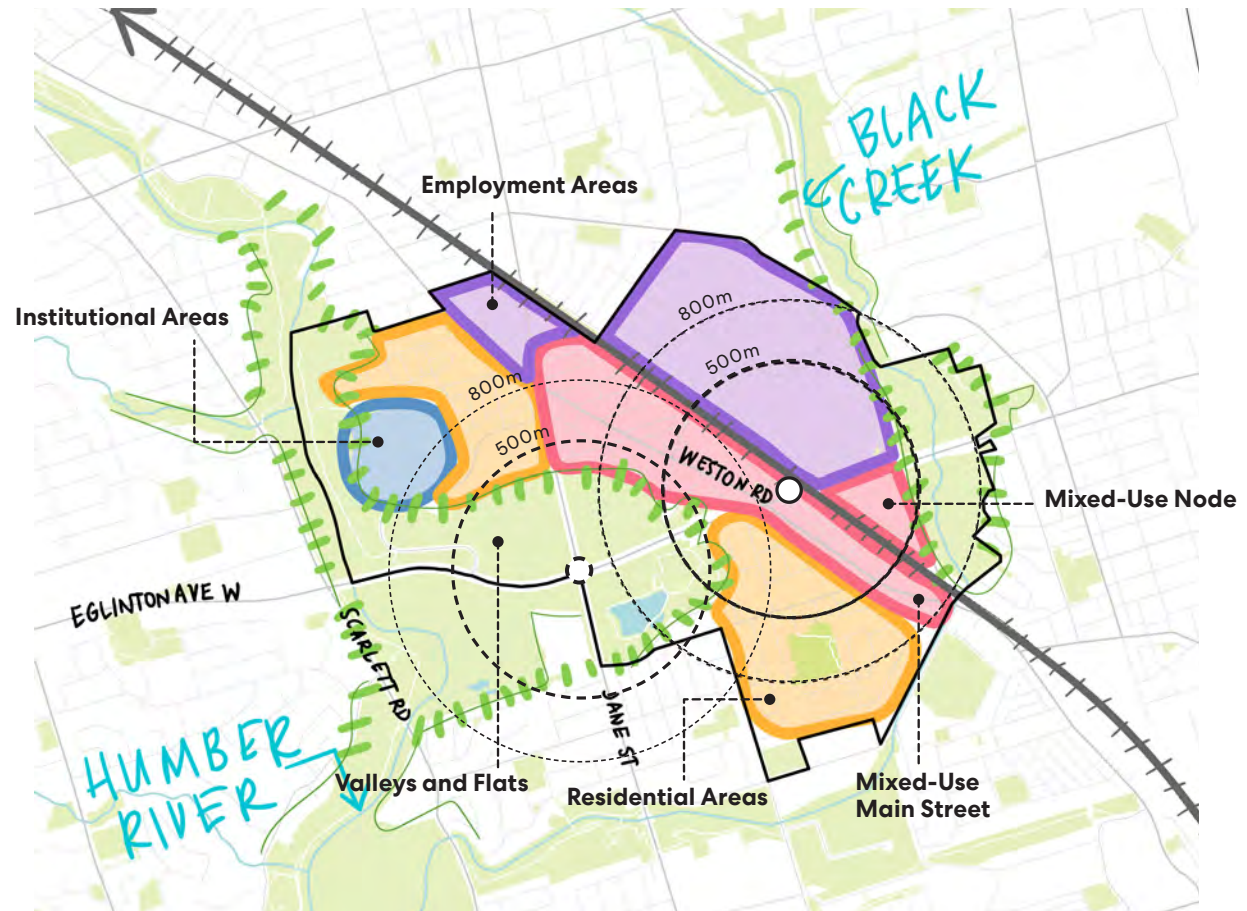 BLACK
CREEK
Employment Areas
Institutional Areas
800m
500m
800m
500m
WESTON RD
Mixed-Use Node
EGLINTON AVE W
SCARLETT RD
JANE ST
HUMBER
RIVER
Valleys and Flats
Residential Areas
Mixed-Use
Main Street